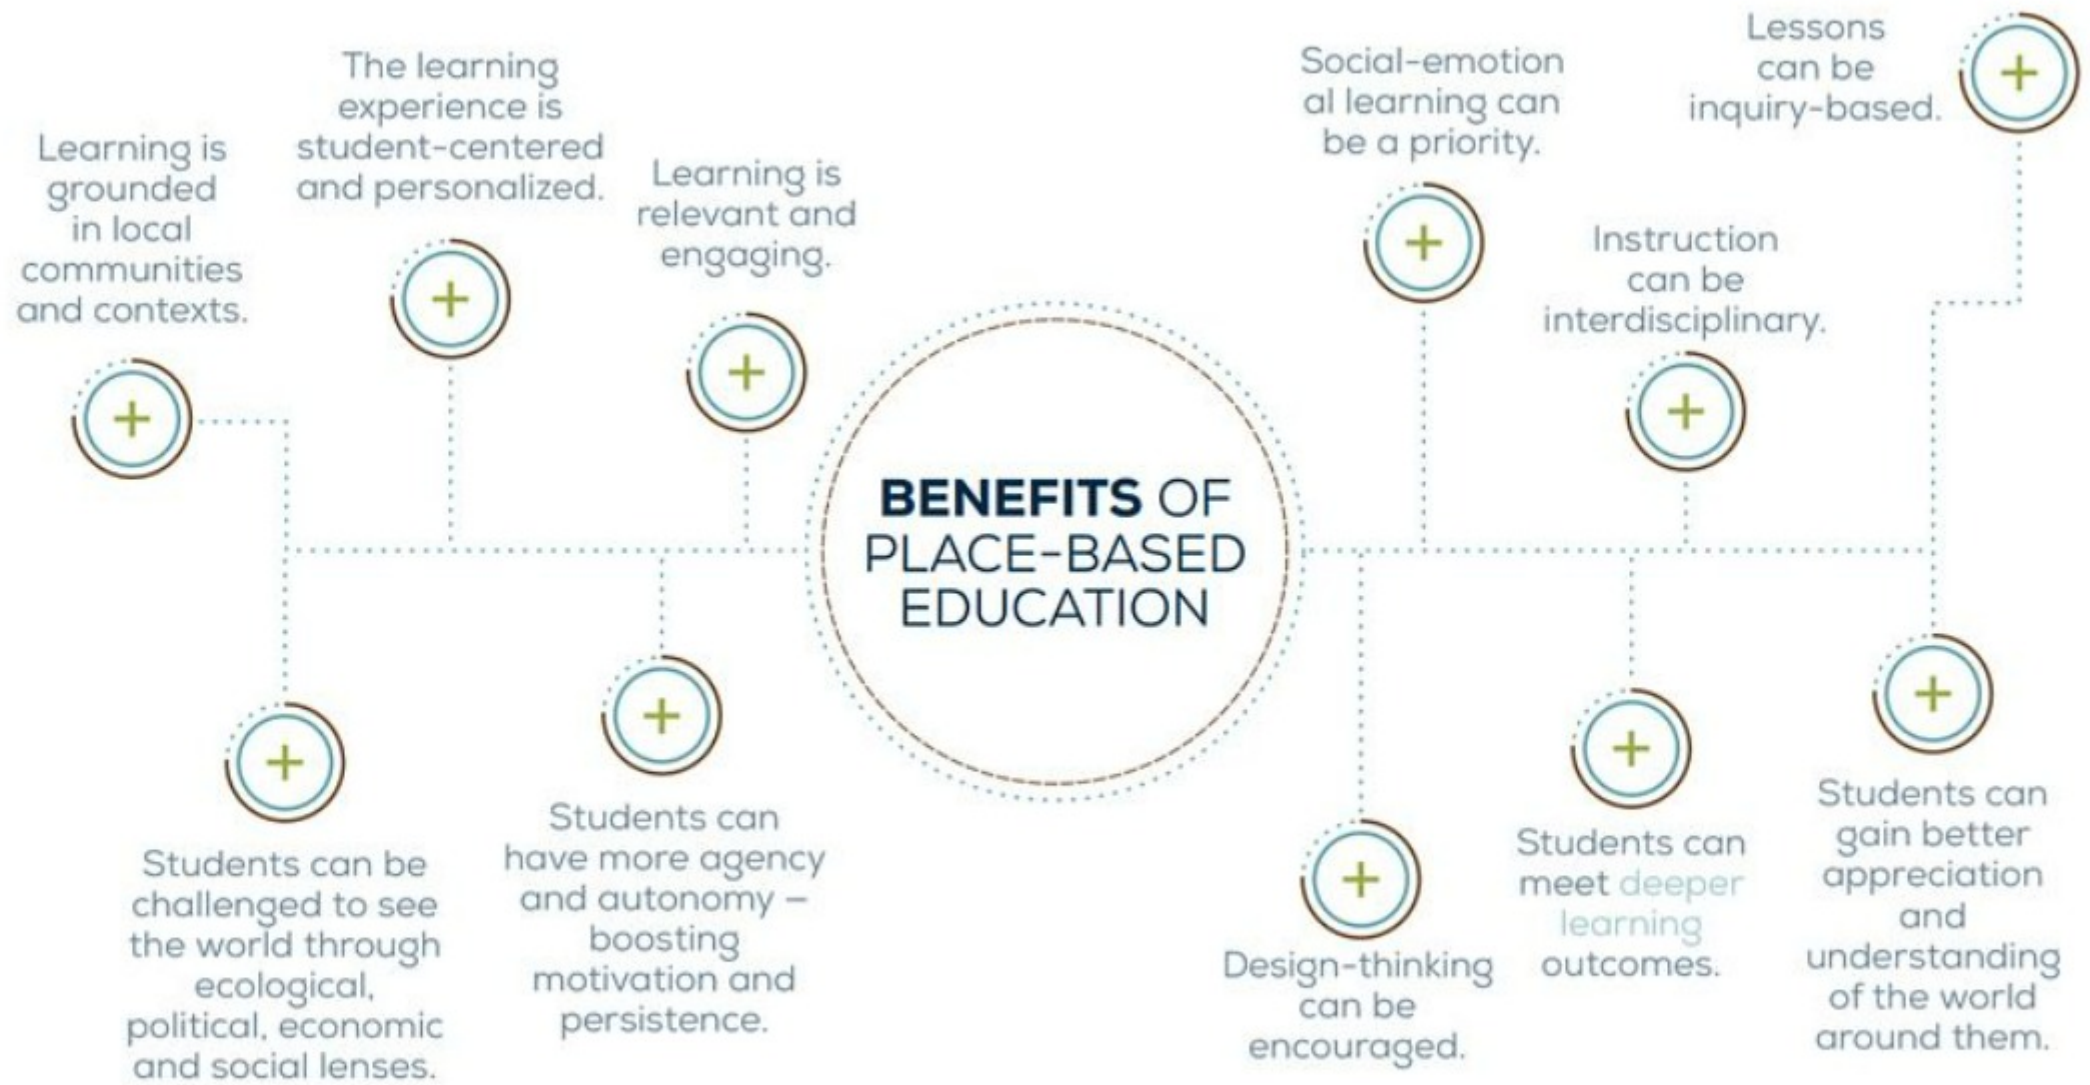 Learning is
grounded
in local
communities
and contexts.
The learning
experience is
student-centered
and personalized.
Learning is
relevant and
engaging.
Social-emotion
al learning can
be a priority.
Instruction
can be
interdisciplinary.
Lessons
can be
inquiry-based.
BENEFITS OF
PLACE-BASED
EDUCATION
Students can be
challenged to see
the world through
ecological,
political, economic
and social lenses.
Students can
have more agency
and autonomy –
boosting
motivation and
persistence.
Design-thinking
can be
encouraged.
Students can
meet deeper
learning
outcomes.
Students can
gain better
appreciation
and
understanding
of the world
around them.